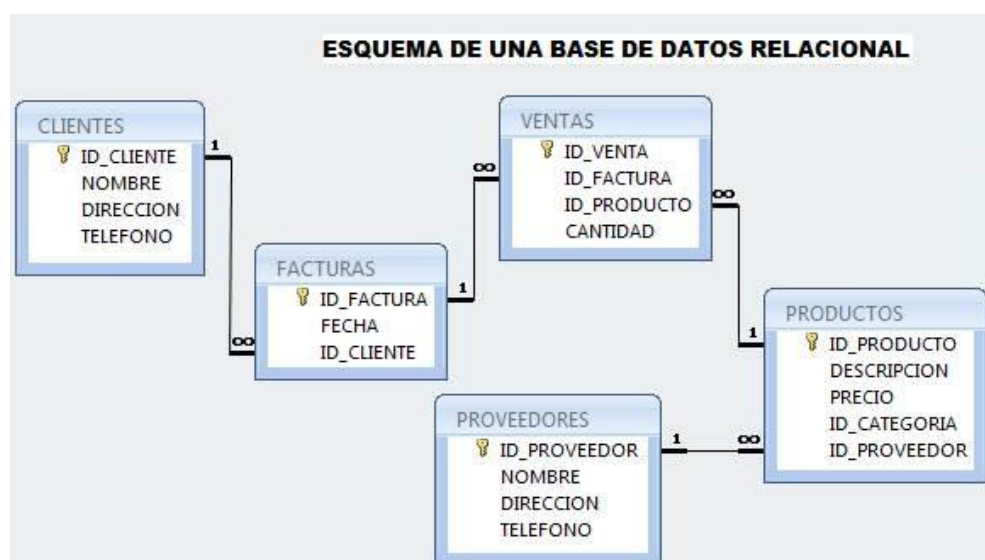 ESQUEMA DE UNA BASE DE DATOS RELACIONAL
CLIENTES
ID_CLIENTE
NOMBRE
DIRECCION
TELEFONO
1
∞
FACTURAS
ID_FACTURA
FECHA
ID_CLIENTE
1
∞
VENTAS
ID_VENTA
ID_FACTURA
ID_PRODUCTO
CANTIDAD
∞
1
PRODUCTOS
ID_PRODUCTO
DESCRIPCION
PRECIO
ID_CATEGORIA
ID_PROVEEDOR
PROVEEDORES
ID_PROVEEDOR
NOMBRE
DIRECCION
TELEFONO
1
∞